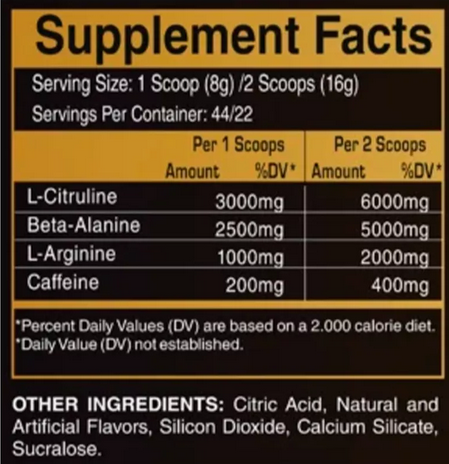 Supplement Facts
Serving Size: 1 Scoop (8g) /2 Scoops (16g)
Servings Per Container: 44/22
Per 1 Scoops Per 2 Scoops
Amount %DV* Amount %DV*
L-Citruline 3000mg 6000mg
Beta-Alanine 2500mg 5000mg
L-Arginine 1000mg 2000mg
Caffeine 200mg 400mg
*Percent Daily Values (DV) are based on a 2.000 calorie diet.
*Daily Value (DV) not established.
OTHER INGREDIENTS: Citric Acid, Natural and
Artificial Flavors, Silicon Dioxide, Calcium Silicate,
Sucralose.